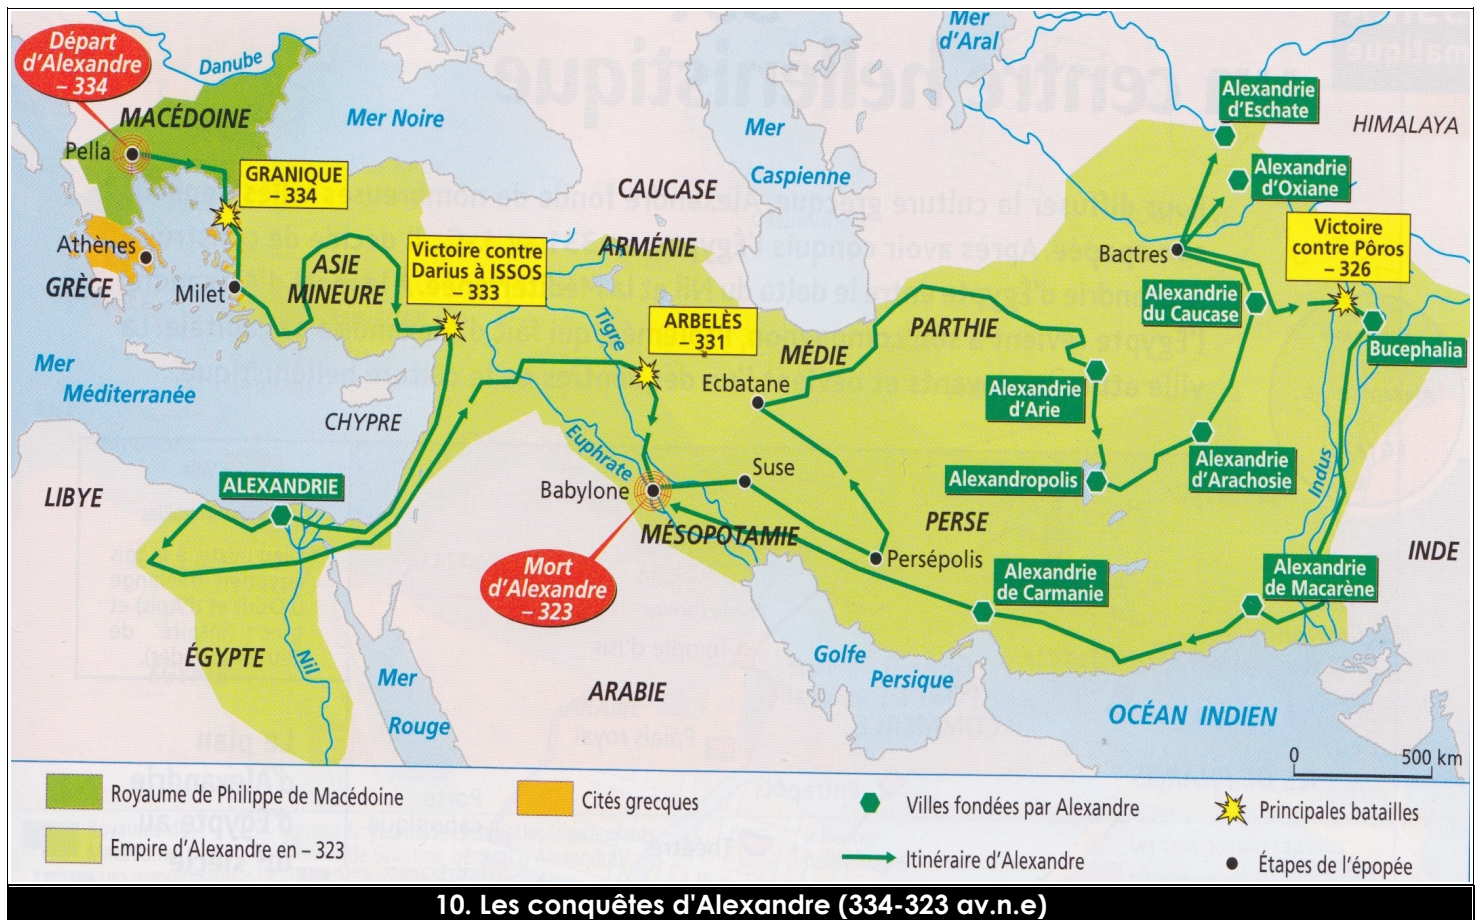 Départ
d'Alexandre
– 334
Danube
MACÉDOINE
Pella
GRANIQUE
– 334
Athènes
GRÈCE
Milet
ASIE
MINEURE
Mer Noire
Victoire contre
Darius à ISSOS
– 333
CAUCASE
ARMÉNIE
Mer
Caspienne
Mer
d'Aral
Alexandrie
d'Eschate
HIMALAYA
Alexandrie
d'Oxiane
Bactres
Victoire
contre Pôros
– 326
Alexandrie
du Caucase
Bucephalia
Tigre
ARBELÈS
– 331
MÉDIE
PARTHIE
Ecbatane
Alexandrie
d'Arie
Mer
Méditerranée
CHYPRE
Euphrate
Babylone
Suse
Alexandropolis
Alexandrie
d'Arachosie
Indus
LIBYE
ALEXANDRIE
MÉSOPOTAMIE
PERSE
Persépolis
INDE
Mort
d'Alexandre
– 323
Alexandrie
de Carmanie
Alexandrie
de Macarène
ÉGYPTE
Nil
Mer
Rouge
ARABIE
Golfe
Persique
OCÉAN INDIEN
0 500 km
Royaume de Philippe de Macédoine
Empire d'Alexandre en – 323
Cités grecques
Villes fondées par Alexandre
Itinéraire d'Alexandre
Principales batailles
Étapes de l'épopée
10. Les conquêtes d'Alexandre (334-323 av.n.e)